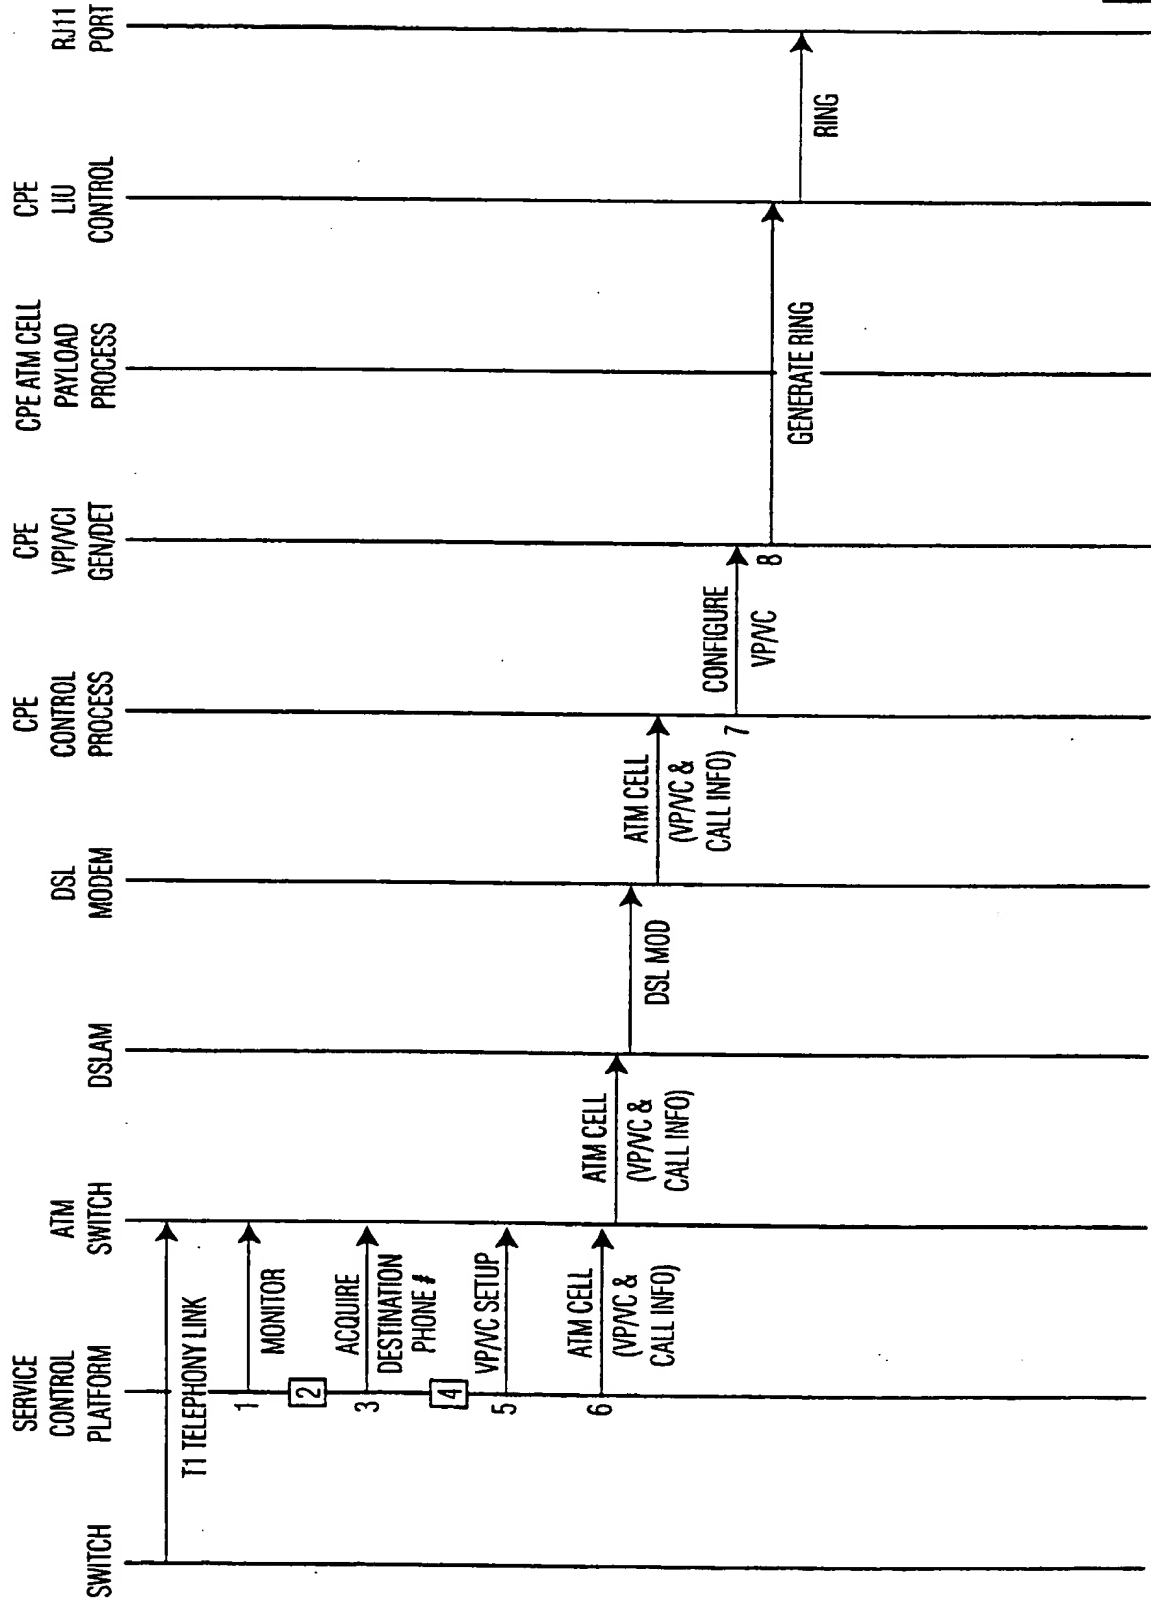 SWITCH
SERVICE
CONTROL
PLATFORM
ATM
SWITCH
DSLAM
DSL
MODEM
CPE
CONTROL
PROCESS
CPE
VPI/VCI
GEN/DET
CPE ATM CELL
PAYLOAD
PROCESS
CPE
LIU
CONTROL
RJ11
PORT
T1 TELEPHONY LINK
1
MONITOR
2
3
ACQUIRE
DESTINATION
PHONE #
4
5
VP/VC SETUP
6
ATM CELL
(VP/VC &
CALL INFO)
ATM CELL
(VP/VC &
CALL INFO)
DSL MOD
ATM CELL
(VP/VC &
CALL INFO)
7
CONFIGURE
VP/VC
8
GENERATE RING
RING